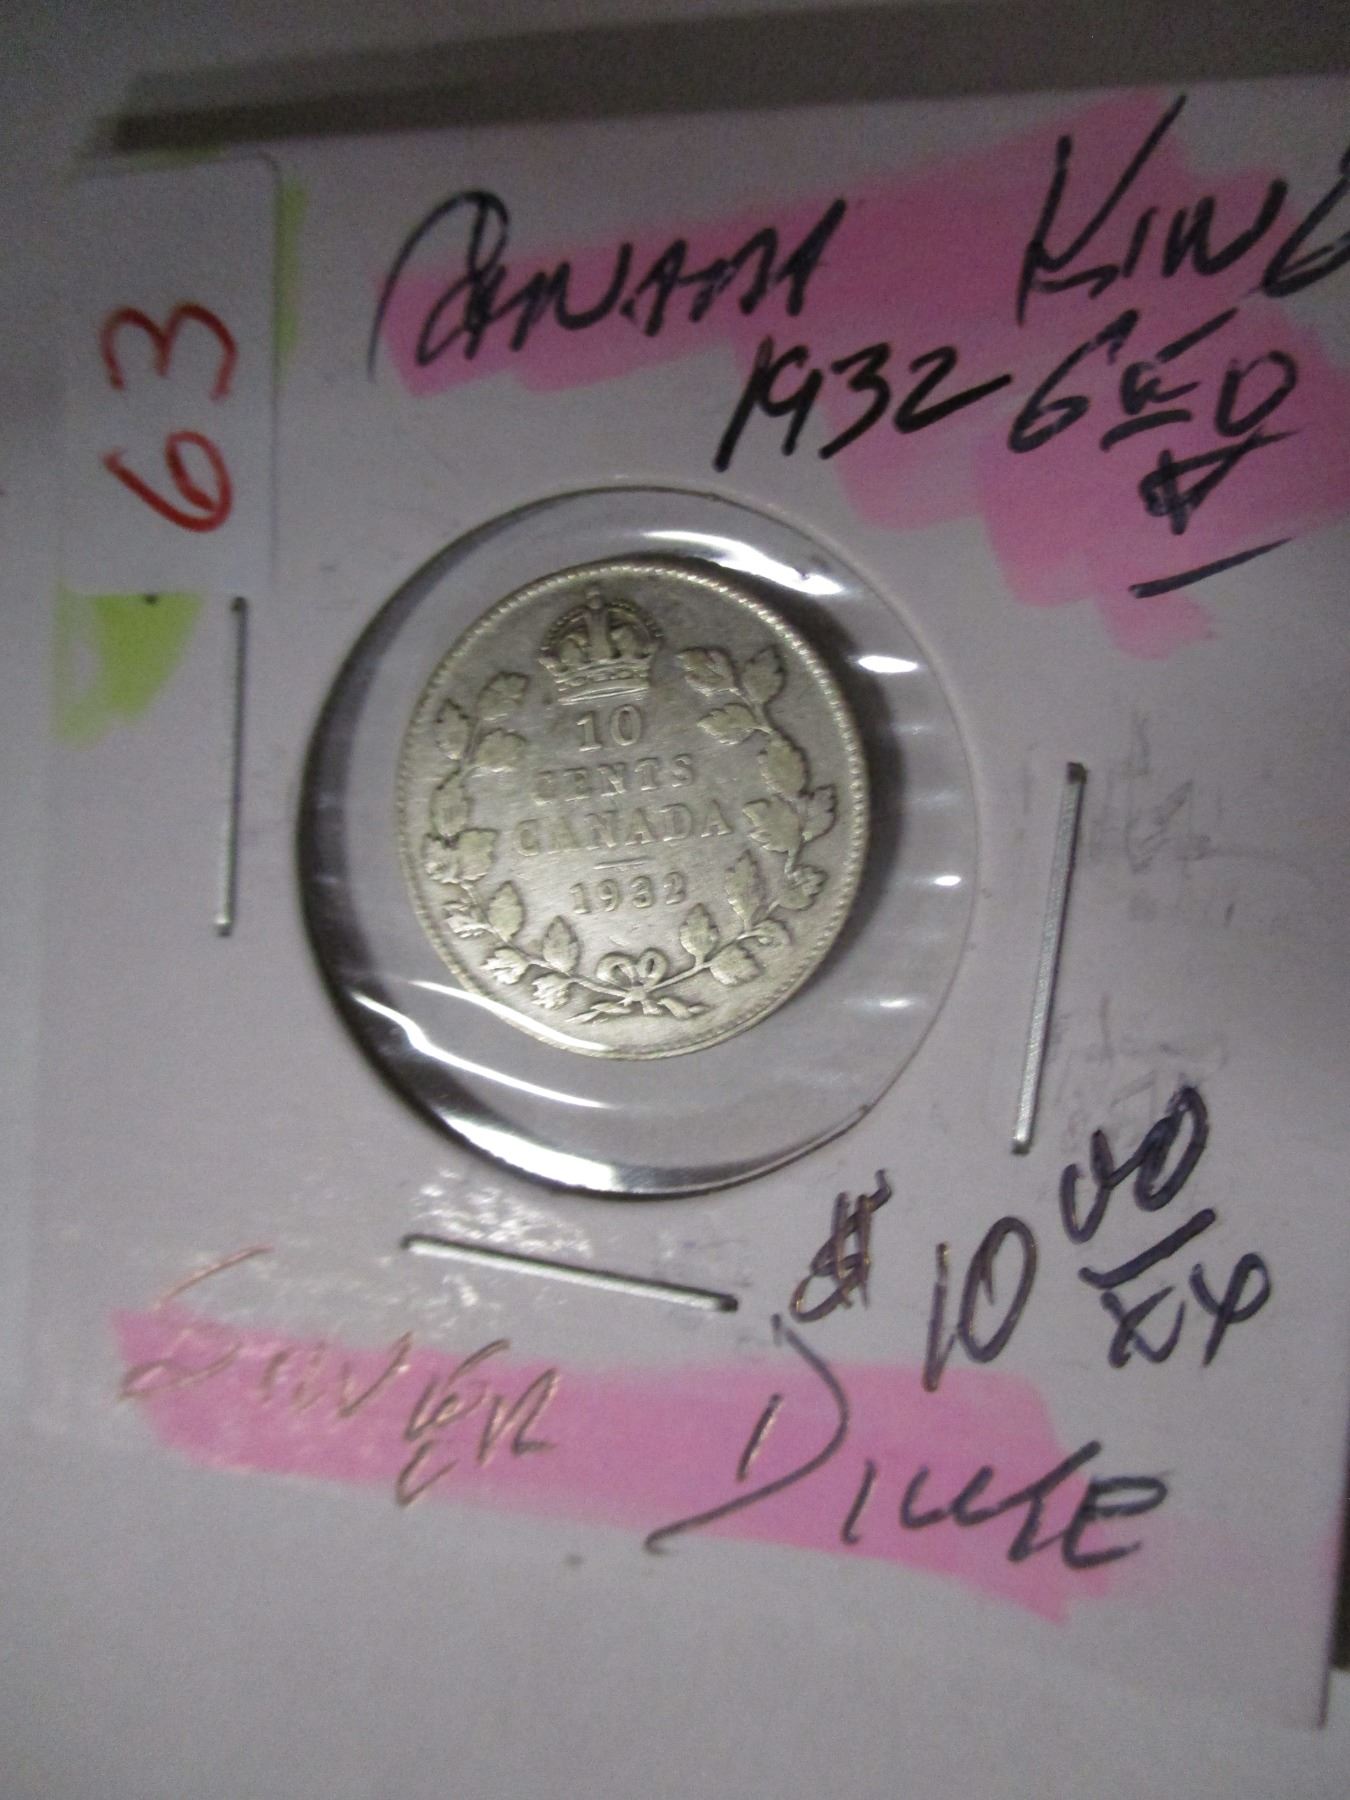 63
CANADA KING
1932 GEO
V
10
CENTS
CANADA
1932
$ 10 00
SILVER DIME